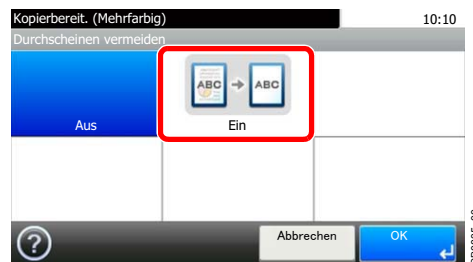 Kopierbereit. (Mehrfarbig)
10:10
Durchscheinen vermeiden
ABC
ABC
Aus
Ein
?
Abbrechen
OK